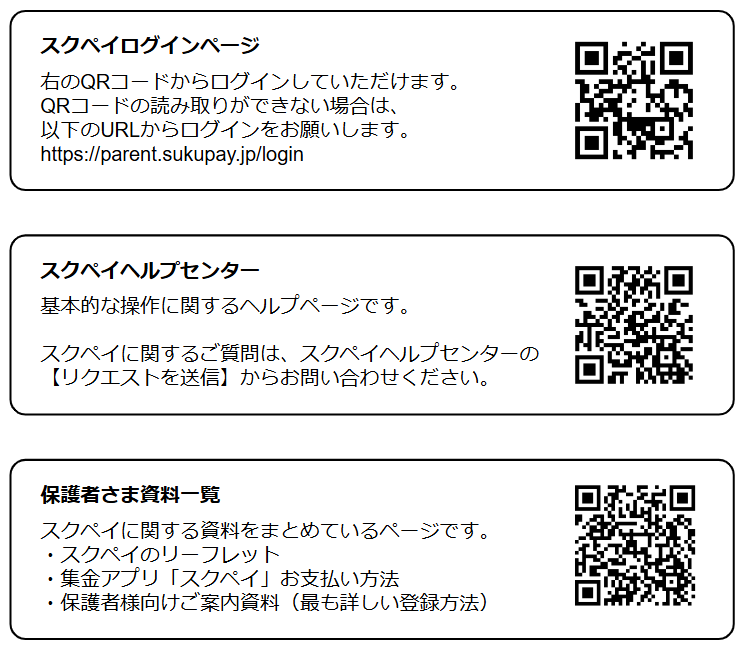 スクペイログインページ
右のQRコードからログインしていただけます。
QRコードの読み取りができない場合は、
以下のURLからログインをお願いします。
https://parent.sukupay.jp/login
スクペイヘルプセンター
基本的な操作に関するヘルプページです。
スクペイに関するご質問は、スクペイヘルプセンターの
【リクエストを送信】からお問い合わせください。
保護者さま資料一覧
スクペイに関する資料をまとめているページです。
・スクペイのリーフレット
・集金アプリ「スクペイ」お支払い方法
・保護者様向けご案内資料（最も詳しい登録方法）